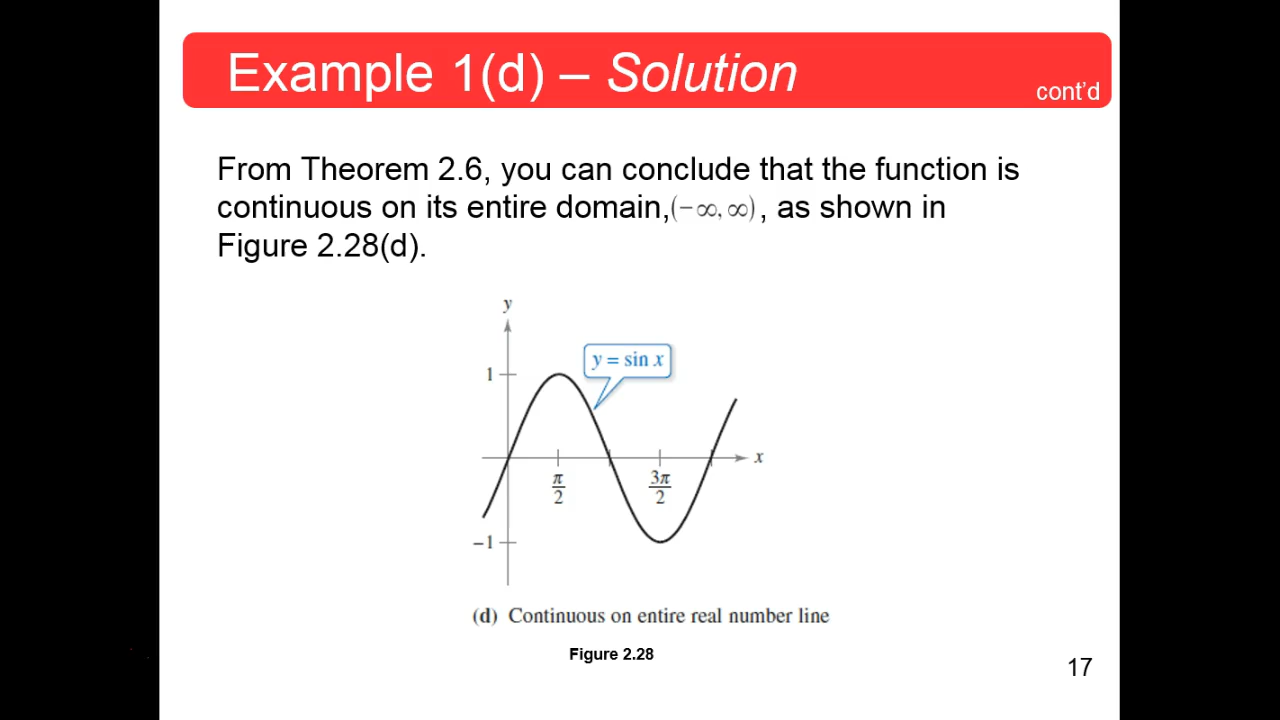 Example 1(d) – Solution
cont’d
From Theorem 2.6, you can conclude that the function is
continuous on its entire domain,(−∞, ∞) , as shown in
Figure 2.28(d).
y
y = sin x
1
x
π/2
3π/2
−1
(d) Continuous on entire real number line
Figure 2.28
17